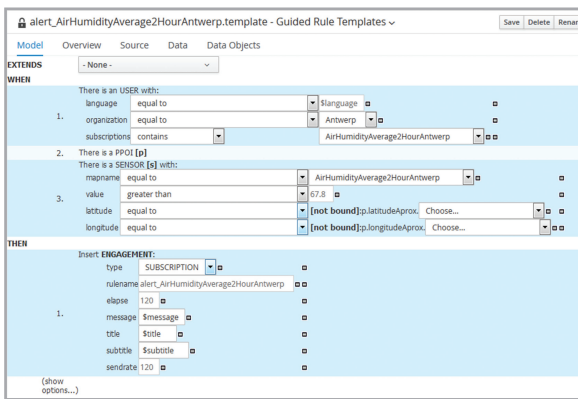 alert_AirHumidityAverage2HourAntwerp.template - Guided Rule Templates
Save Delete Renam
Model Overview Source Data Data Objects
EXTENDS - None -
WHEN
There is an USER with:
language equal to $language
1. organization equal to Antwerp
subscriptions contains AirHumidityAverage2HourAntwerp
2. There is a PPOI [p]
There is a SENSOR [s] with:
mapname equal to AirHumidityAverage2HourAntwerp
3. value greater than 67.8
latitude equal to [not bound]:p.latitudeAprox. Choose...
longitude equal to [not bound]:p.longitudeAprox. Choose...
THEN
Insert ENGAGEMENT:
type SUBSCRIPTION
rulename alert_AirHumidityAverage2HourAntwerp
elapse 120
1. message $message
title $title
subtitle $subtitle
sendrate 120
(show
options...)